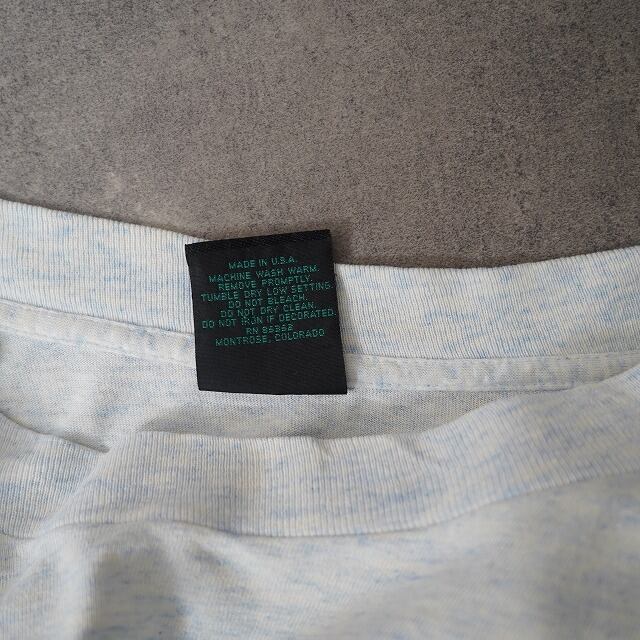 MADE IN U.S.A.
MACHINE WASH WARM.
REMOVE PROMPTLY.
TUMBLE DRY LOW SETTING.
DO NOT BLEACH.
DO NOT DRY CLEAN.
DO NOT IRON IF DECORATED.
RN
MONTROSE, COLORADO